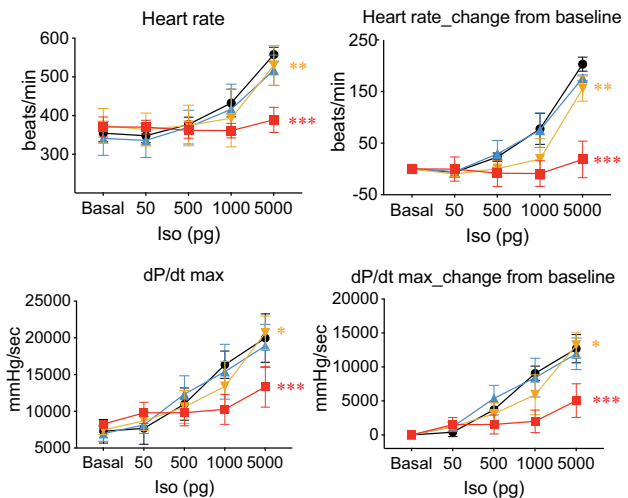 Heart rate
beats/min
600
500
400
300
**
***
Basal 50 500 1000 5000
Iso (pg)
Heart rate_change from baseline
beats/min
250
150
50
-50
**
***
Basal 50 500 1000 5000
Iso (pg)
dP/dt max
mmHg/sec
25000
20000
15000
10000
5000
*
***
Basal 50 500 1000 5000
Iso (pg)
dP/dt max_change from baseline
mmHg/sec
20000
15000
10000
5000
0
*
***
Basal 50 500 1000 5000
Iso (pg)